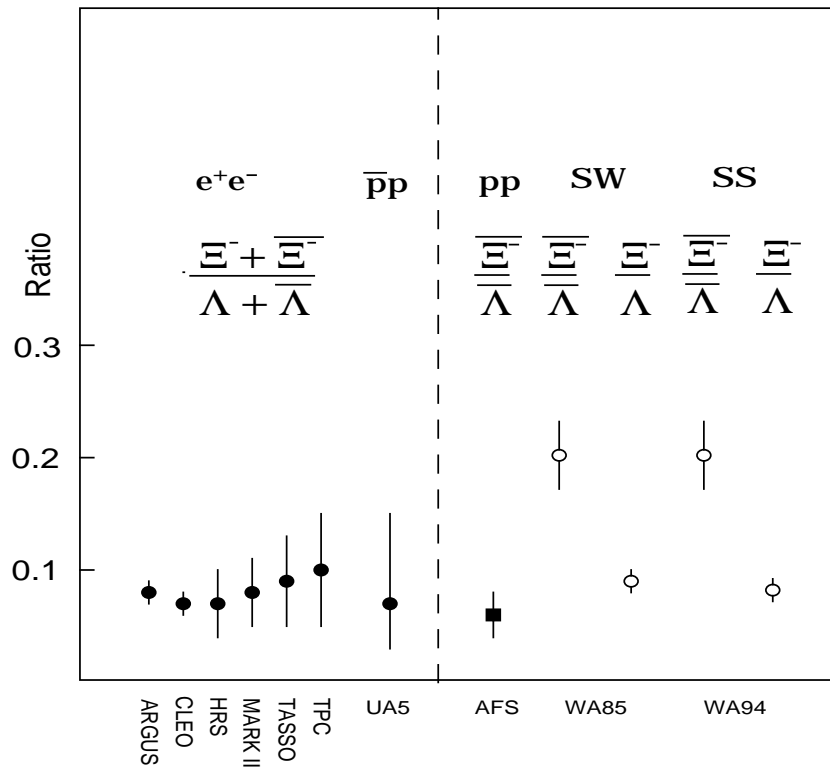 e⁺e⁻ p̅p pp SW SS
Ξ⁻ + Ξ̅⁻ Ξ̅⁻ Ξ̅⁻ Ξ⁻ Ξ̅⁻ Ξ⁻
Λ + Λ̅ Λ̅ Λ̅ Λ Λ̅ Λ
Ratio
0.3
0.2
0.1
ARGUS
CLEO
HRS
MARK II
TASSO
TPC
UA5 AFS WA85 WA94